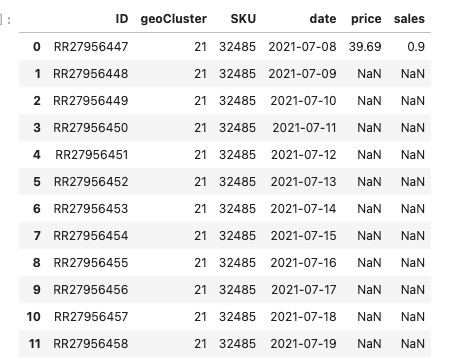 ]: ID geoCluster SKU date price sales
0 RR27956447 21 32485 2021-07-08 39.69 0.9
1 RR27956448 21 32485 2021-07-09 NaN NaN
2 RR27956449 21 32485 2021-07-10 NaN NaN
3 RR27956450 21 32485 2021-07-11 NaN NaN
4 RR27956451 21 32485 2021-07-12 NaN NaN
5 RR27956452 21 32485 2021-07-13 NaN NaN
6 RR27956453 21 32485 2021-07-14 NaN NaN
7 RR27956454 21 32485 2021-07-15 NaN NaN
8 RR27956455 21 32485 2021-07-16 NaN NaN
9 RR27956456 21 32485 2021-07-17 NaN NaN
10 RR27956457 21 32485 2021-07-18 NaN NaN
11 RR27956458 21 32485 2021-07-19 NaN NaN